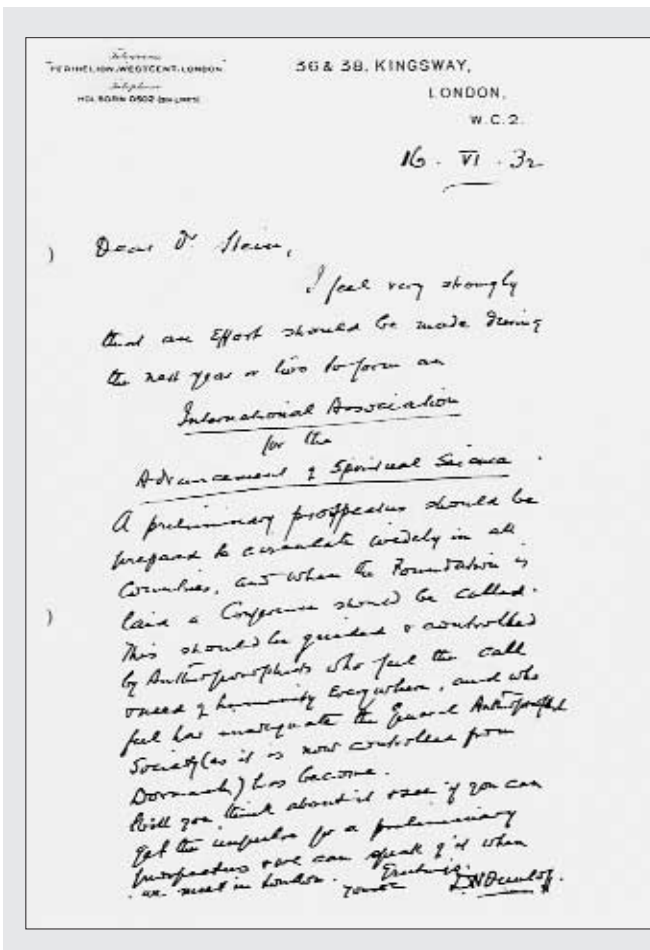 Telegrams
"PERIHELION, WESTCENT, LONDON"
Telephone
HOLBORN 0502 (SIX LINES)
36 & 38, KINGSWAY,
LONDON,
W.C.2.
16 . VI . 32
Dear Dr Stein,
I feel very strongly
that an Effort should be made during
the next year or two to form an
International Association
for the
Advancement of Spiritual Science.
A preliminary prospectus should be
prepared to circulate widely in all
Countries, and when the Foundation is
laid a Conference should be called.
This should be guided & controlled
by Anthroposophists who feel the call
& need of humanity Everywhere, and who
feel how inadequate the General Anthroposophical
Society (as it is now controlled from
Dornach) has become.
Will you think about it & see if you can
get the impulse for a preliminary
prospectus & we can speak of it when
we meet in London.
Yours
D.N. Dunlop.